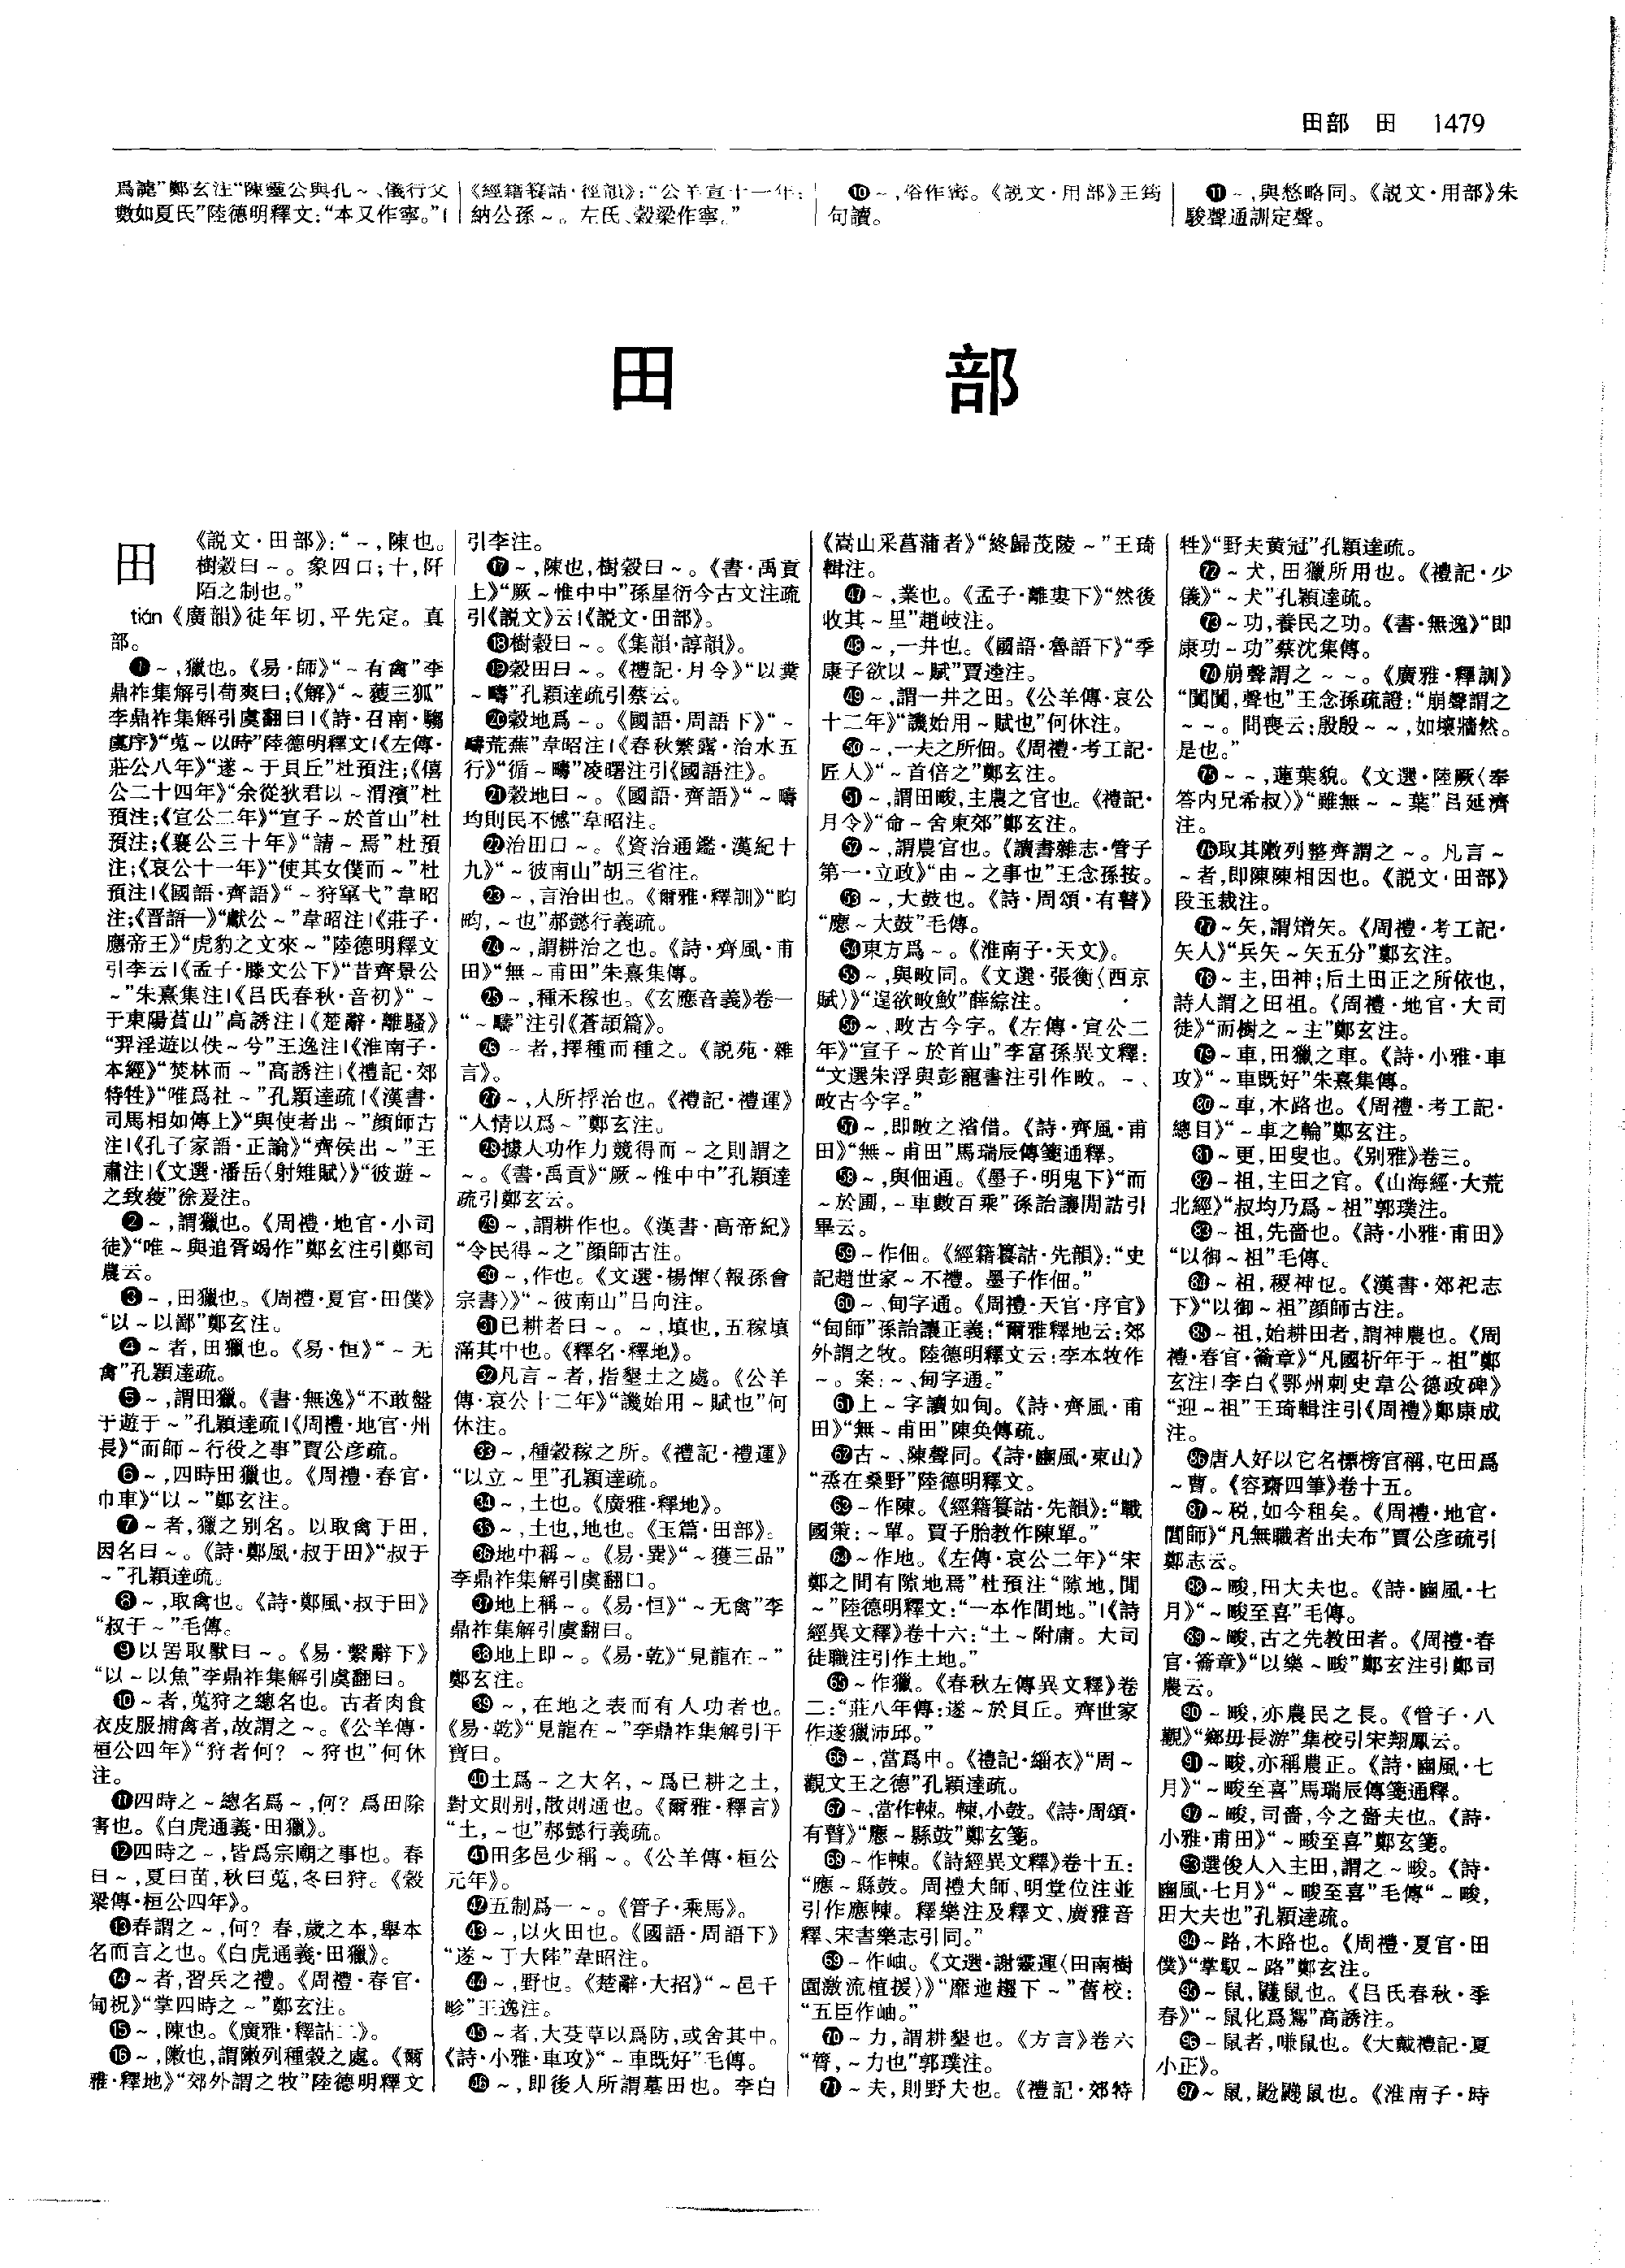 田部　田　1479
爲謔”鄭玄注“陳靈公與孔～、儀行父
數如夏氏”陸德明釋文：“本又作寧。”|
《經籍籑詁·徑韻》：“公羊宣十一年：
納公孫～。左氏、穀梁作寧。”
❿～，俗作甯。《説文·用部》王筠
句讀。
⓫～，與慭略同。《説文·用部》朱
駿聲通訓定聲。
田　部
田
《説文·田部》：“～，陳也。
樹穀曰～。象四口；十，阡
陌之制也。”
tián《廣韻》徒年切，平先定。真
部。
❶～，獵也。《易·師》“～有禽”李
鼎祚集解引荀爽曰；《解》“～獲三狐”
李鼎祚集解引虞翻曰|《詩·召南·騶
虞序》“蒐～以時”陸德明釋文|《左傳·
莊公八年》“遂～于貝丘”杜預注；《僖
公二十四年》“余從狄君以～渭濱”杜
預注；《宣公二年》“宣子～於首山”杜
預注；《襄公三十年》“請～焉”杜預
注；《哀公十一年》“使其女僕而～”杜
預注|《國語·齊語》“～狩罼弋”韋昭
注；《晋語一》“獻公～”韋昭注|《莊子·
應帝王》“虎豹之文來～”陸德明釋文
引李云|《孟子·滕文公下》“昔齊景公
～”朱熹集注|《吕氏春秋·音初》“～
于東陽萯山”高誘注|《楚辭·離騷》
“羿淫遊以佚～兮”王逸注|《淮南子·
本經》“焚林而～”高誘注|《禮記·郊
特牲》“唯爲社～”孔穎達疏|《漢書·
司馬相如傳上》“與使者出～”顔師古
注|《孔子家語·正論》“齊侯出～”王
肅注|《文選·潘岳〈射雉賦〉》“彼遊～
之致獲”徐爰注。
❷～，謂獵也。《周禮·地官·小司
徒》“唯～與追胥竭作”鄭玄注引鄭司
農云。
❸～，田獵也。《周禮·夏官·田僕》
“以～以鄙”鄭玄注。
❹～者，田獵也。《易·恒》“～无
禽”孔穎達疏。
❺～，謂田獵。《書·無逸》“不敢盤
于遊于～”孔穎達疏|《周禮·地官·州
長》“而師～行役之事”賈公彦疏。
❻～，四時田獵也。《周禮·春官·
巾車》“以～”鄭玄注。
❼～者，獵之别名。以取禽于田，
因名曰～。《詩·鄭風·叔于田》“叔于
～”孔穎達疏。
❽～，取禽也。《詩·鄭風·叔于田》
“叔于～”毛傳。
❾以罟取獸曰～。《易·繫辭下》
“以～以魚”李鼎祚集解引虞翻曰。
❿～者，蒐狩之總名也。古者肉食
衣皮服捕禽者，故謂之～。《公羊傳·
桓公四年》“狩者何？～狩也”何休
注。
⓫四時之～總名爲～，何？爲田除
害也。《白虎通義·田獵》。
⓬四時之～，皆爲宗廟之事也。春
曰～，夏曰苗，秋曰蒐，冬曰狩。《穀
梁傳·桓公四年》。
⓭春謂之～，何？春，歲之本，舉本
名而言之也。《白虎通義·田獵》。
⓮～者，習兵之禮。《周禮·春官·
甸祝》“掌四時之～”鄭玄注。
⓯～，陳也。《廣雅·釋詁二》。
⓰～，敶也，謂敶列種穀之處。《爾
雅·釋地》“郊外謂之牧”陸德明釋文
引李注。
⓱～，陳也，樹穀曰～。《書·禹貢
上》“厥～惟中中”孫星衍今古文注疏
引《説文》云|《説文·田部》。
⓲樹穀曰～。《集韻·諄韻》。
⓳穀田曰～。《禮記·月令》“以糞
～疇”孔穎達疏引蔡云。
⓴穀地爲～。《國語·周語下》“～
疇荒蕪”韋昭注|《春秋繁露·治水五
行》“循～疇”凌曙注引《國語注》。
㉑穀地曰～。《國語·齊語》“～疇
均則民不憾”韋昭注。
㉒治田曰～。《資治通鑑·漢紀十
九》“～彼南山”胡三省注。
㉓～，言治田也。《爾雅·釋訓》“畇
畇，～也”郝懿行義疏。
㉔～，謂耕治之也。《詩·齊風·甫
田》“無～甫田”朱熹集傳。
㉕～，種禾稼也。《玄應音義》卷一
“～疇”注引《蒼頡篇》。
㉖～者，擇種而種之。《説苑·雜
言》。
㉗～，人所捊治也。《禮記·禮運》
“人情以爲～”鄭玄注。
㉘據人功作力競得而～之則謂之
～。《書·禹貢》“厥～惟中中”孔穎達
疏引鄭玄云。
㉙～，謂耕作也。《漢書·高帝紀》
“令民得～之”顔師古注。
㉚～，作也。《文選·楊惲〈報孫會
宗書〉》“～彼南山”吕向注。
㉛已耕者曰～。～，填也，五稼填
滿其中也。《釋名·釋地》。
㉜凡言～者，指墾土之處。《公羊
傳·哀公十二年》“譏始用～賦也”何
休注。
㉝～，種穀稼之所。《禮記·禮運》
“以立～里”孔穎達疏。
㉞～，土也。《廣雅·釋地》。
㉟～，土也，地也。《玉篇·田部》。
㊱地中稱～。《易·巽》“～獲三品”
李鼎祚集解引虞翻曰。
㊲地上稱～。《易·恒》“～无禽”李
鼎祚集解引虞翻曰。
㊳地上即～。《易·乾》“見龍在～”
鄭玄注。
㊴～，在地之表而有人功者也。
《易·乾》“見龍在～”李鼎祚集解引干
寶曰。
㊵土爲～之大名，～爲已耕之土，
對文則别，散則通也。《爾雅·釋言》
“土，～也”郝懿行義疏。
㊶田多邑少稱～。《公羊傳·桓公
元年》。
㊷五制爲一～。《管子·乘馬》。
㊸～，以火田也。《國語·周語下》
“遂～于大陸”韋昭注。
㊹～，野也。《楚辭·大招》“～邑千
畛”王逸注。
㊺～者，大芟草以爲防，或舍其中。
《詩·小雅·車攻》“～車既好”毛傳。
㊻～，即後人所謂墓田也。李白
《嵩山采菖蒲者》“終歸茂陵～”王琦
輯注。
㊼～，業也。《孟子·離婁下》“然後
收其～里”趙岐注。
㊽～，一井也。《國語·魯語下》“季
康子欲以～賦”賈逵注。
㊾～，謂一井之田。《公羊傳·哀公
十二年》“譏始用～賦也”何休注。
㊿～，一夫之所佃。《周禮·考工記·
匠人》“～首倍之”鄭玄注。
51～，謂田畯，主農之官也。《禮記·
月令》“命～舍東郊”鄭玄注。
52～，謂農官也。《讀書雜志·管子
第一·立政》“由～之事也”王念孫按。
53～，大鼓也。《詩·周頌·有瞽》
“應～大鼓”毛傳。
54東方爲～。《淮南子·天文》。
55～，與畋同。《文選·張衡〈西京
賦〉》“逞欲畋䱷”薛綜注。
56～、畋古今字。《左傳·宣公二
年》“宣子～於首山”李富孫異文釋：
“文選朱浮與彭寵書注引作畋。～、
畋古今字。”
57～，即畋之渻借。《詩·齊風·甫
田》“無～甫田”馬瑞辰傳箋通釋。
58～，與佃通。《墨子·明鬼下》“而
～於圃，～車數百乘”孫詒讓閒詁引
畢云。
59～作佃。《經籍籑詁·先韻》：“史
記趙世家～不禮。墨子作佃。”
60～、甸字通。《周禮·天官·序官》
“甸師”孫詒讓正義：“爾雅釋地云：郊
外謂之牧。陸德明釋文云：李本牧作
～。案：～、甸字通。”
61上～字讀如甸。《詩·齊風·甫
田》“無～甫田”陳奂傳疏。
62古～、陳聲同。《詩·豳風·東山》
“烝在桑野”陸德明釋文。
63～作陳。《經籍籑詁·先韻》：“戰
國策：～單。賈子胎教作陳單。”
64～作地。《左傳·哀公二年》“宋
鄭之間有隙地焉”杜預注“隙地，閒
～”陸德明釋文：“一本作間地。”|《詩
經異文釋》卷十六：“土～附庸。大司
徒職注引作土地。”
65～作獵。《春秋左傳異文釋》卷
二：“莊八年傳：遂～於貝丘。齊世家
作遂獵沛邱。”
66～，當爲申。《禮記·緇衣》“周～
觀文王之德”孔穎達疏。
67～，當作朄。朄，小鼓。《詩·周頌·
有瞽》“應～縣鼓”鄭玄箋。
68～作朄。《詩經異文釋》卷十五：
“應～縣鼓。周禮大師、明堂位注並
引作應朄。釋樂注及釋文、廣雅音
釋、宋書樂志引同。”
69～作岫。《文選·謝靈運〈田南樹
園激流植援〉》“靡迤趨下～”舊校：
“五臣作岫。”
70～力，謂耕墾也。《方言》卷六
“膂，～力也”郭璞注。
71～夫，則野夫也。《禮記·郊特
牲》“野夫黄冠”孔穎達疏。
72～犬，田獵所用也。《禮記·少
儀》“～犬”孔穎達疏。
73～功，養民之功。《書·無逸》“即
康功～功”蔡沈集傳。
74崩聲謂之～～。《廣雅·釋訓》
“闐闐，聲也”王念孫疏證：“崩聲謂之
～～。問喪云：殷殷～～，如壞牆然。
是也。”
75～～，蓮葉貌。《文選·陸厥〈奉
答内兄希叔〉》“雖無～～葉”吕延濟
注。
76取其敶列整齊謂之～。凡言～
～者，即陳陳相因也。《説文·田部》
段玉裁注。
77～矢，謂矰矢。《周禮·考工記·
矢人》“兵矢～矢五分”鄭玄注。
78～主，田神；后土田正之所依也，
詩人謂之田祖。《周禮·地官·大司
徒》“而樹之～主”鄭玄注。
79～車，田獵之車。《詩·小雅·車
攻》“～車既好”朱熹集傳。
80～車，木路也。《周禮·考工記·
總目》“～車之輪”鄭玄注。
81～更，田叟也。《别雅》卷三。
82～祖，主田之官。《山海經·大荒
北經》“叔均乃爲～祖”郭璞注。
83～祖，先嗇也。《詩·小雅·甫田》
“以御～祖”毛傳。
84～祖，稷神也。《漢書·郊祀志
下》“以御～祖”顔師古注。
85～祖，始耕田者，謂神農也。《周
禮·春官·籥章》“凡國祈年于～祖”鄭
玄注|李白《鄂州刺史韋公德政碑》
“迎～祖”王琦輯注引《周禮》鄭康成
注。
86唐人好以它名標榜官稱，屯田爲
～曹。《容齋四筆》卷十五。
87～税，如今租矣。《周禮·地官·
閭師》“凡無職者出夫布”賈公彦疏引
鄭志云。
88～畯，田大夫也。《詩·豳風·七
月》“～畯至喜”毛傳。
89～畯，古之先教田者。《周禮·春
官·籥章》“以樂～畯”鄭玄注引鄭司
農云。
90～畯，亦農民之長。《管子·八
觀》“鄉毋長游”集校引宋翔鳳云。
91～畯，亦稱農正。《詩·豳風·七
月》“～畯至喜”馬瑞辰傳箋通釋。
92～畯，司嗇，今之嗇夫也。《詩·
小雅·甫田》“～畯至喜”鄭玄箋。
93選俊人入主田，謂之～畯。《詩·
豳風·七月》“～畯至喜”毛傳“～畯，
田大夫也”孔穎達疏。
94～路，木路也。《周禮·夏官·田
僕》“掌馭～路”鄭玄注。
95～鼠，鼸鼠也。《吕氏春秋·季
春》“～鼠化爲鴽”高誘注。
96～鼠者，嗛鼠也。《大戴禮記·夏
小正》。
97～鼠，鼢鼸鼠也。《淮南子·時